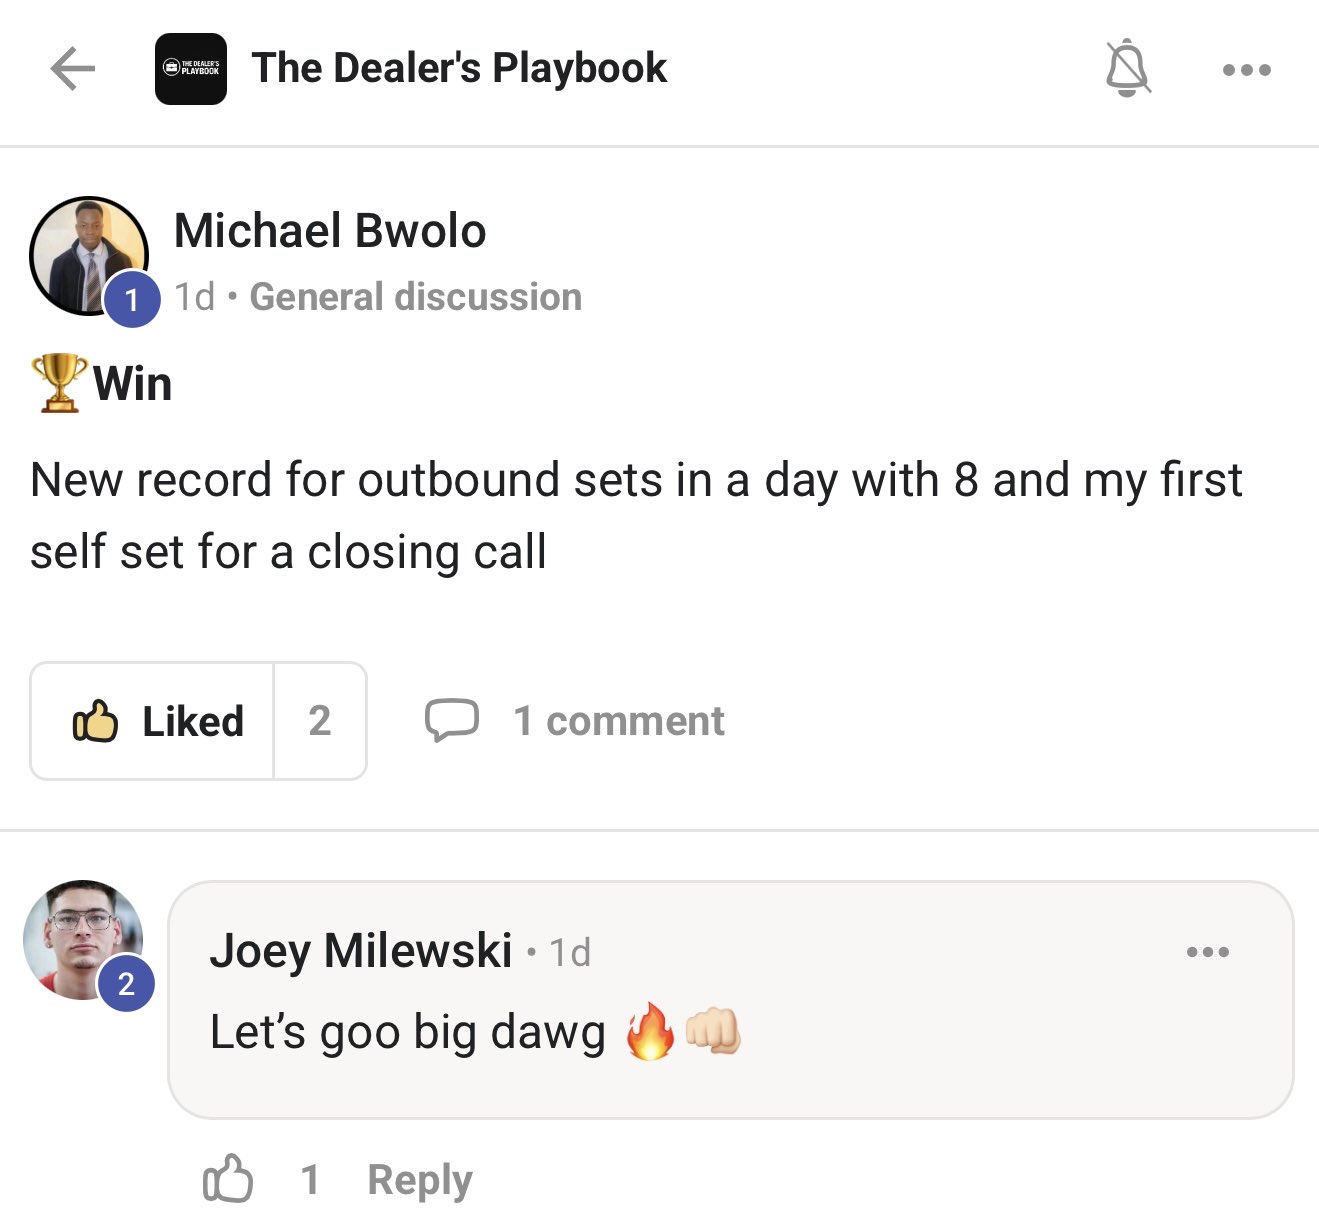 THE DEALER'S
PLAYBOOK
The Dealer's Playbook
Michael Bwolo
1
1d • General discussion
🏆Win
New record for outbound sets in a day with 8 and my first
self set for a closing call
Liked 2 1 comment
Joey Milewski • 1d
2
Let’s goo big dawg 🔥👊🏻
1 Reply